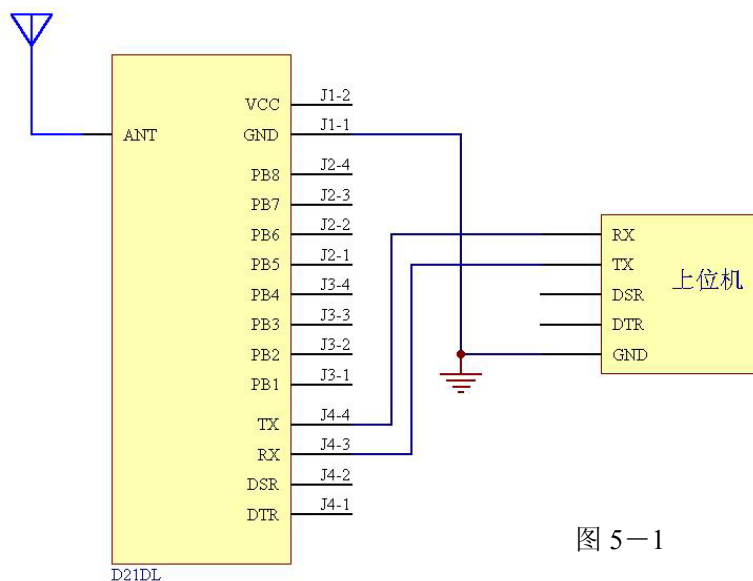 ANT
VCC J1-2
GND J1-1
PB8 J2-4
PB7 J2-3
PB6 J2-2
PB5 J2-1
PB4 J3-4
PB3 J3-3
PB2 J3-2
PB1 J3-1
TX J4-4
RX J4-3
DSR J4-2
DTR J4-1
D21DL
RX
TX
DSR
DTR
GND
上位机
图 5－1